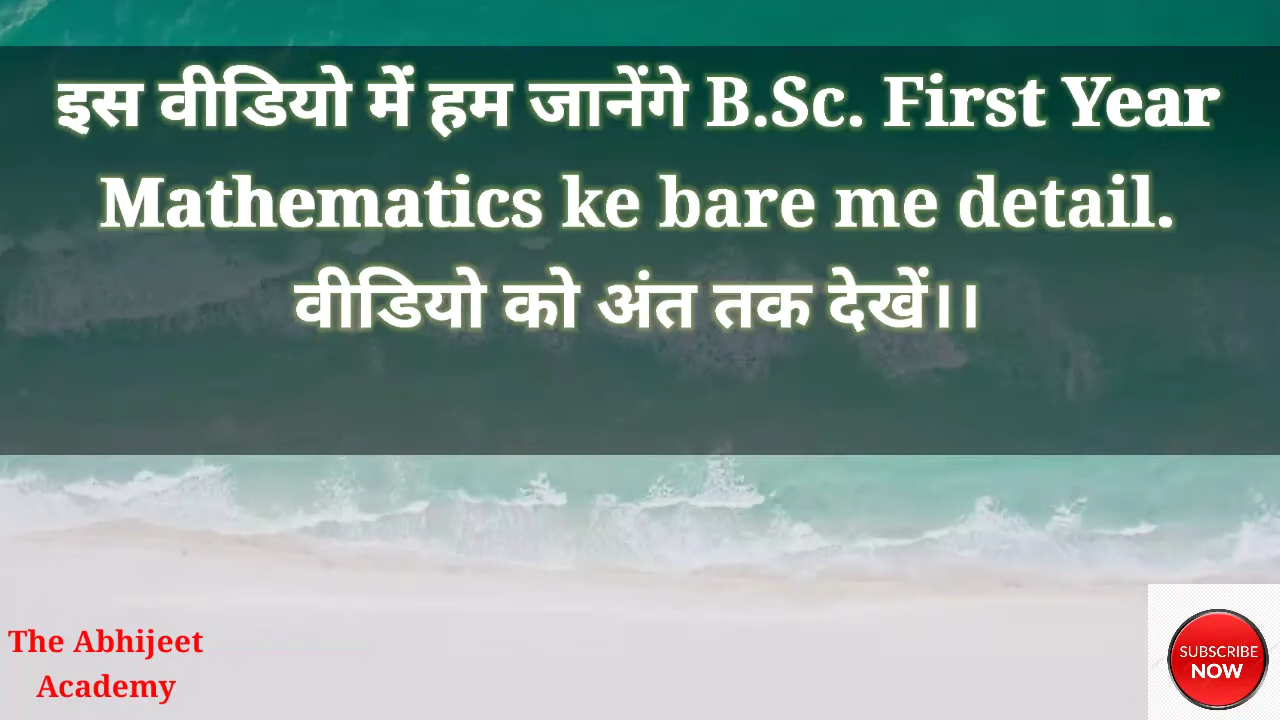 इस वीडियो में हम जानेंगे B.Sc. First Year
Mathematics ke bare me detail.
वीडियो को अंत तक देखें।।
The Abhijeet
Academy
SUBSCRIBE
NOW